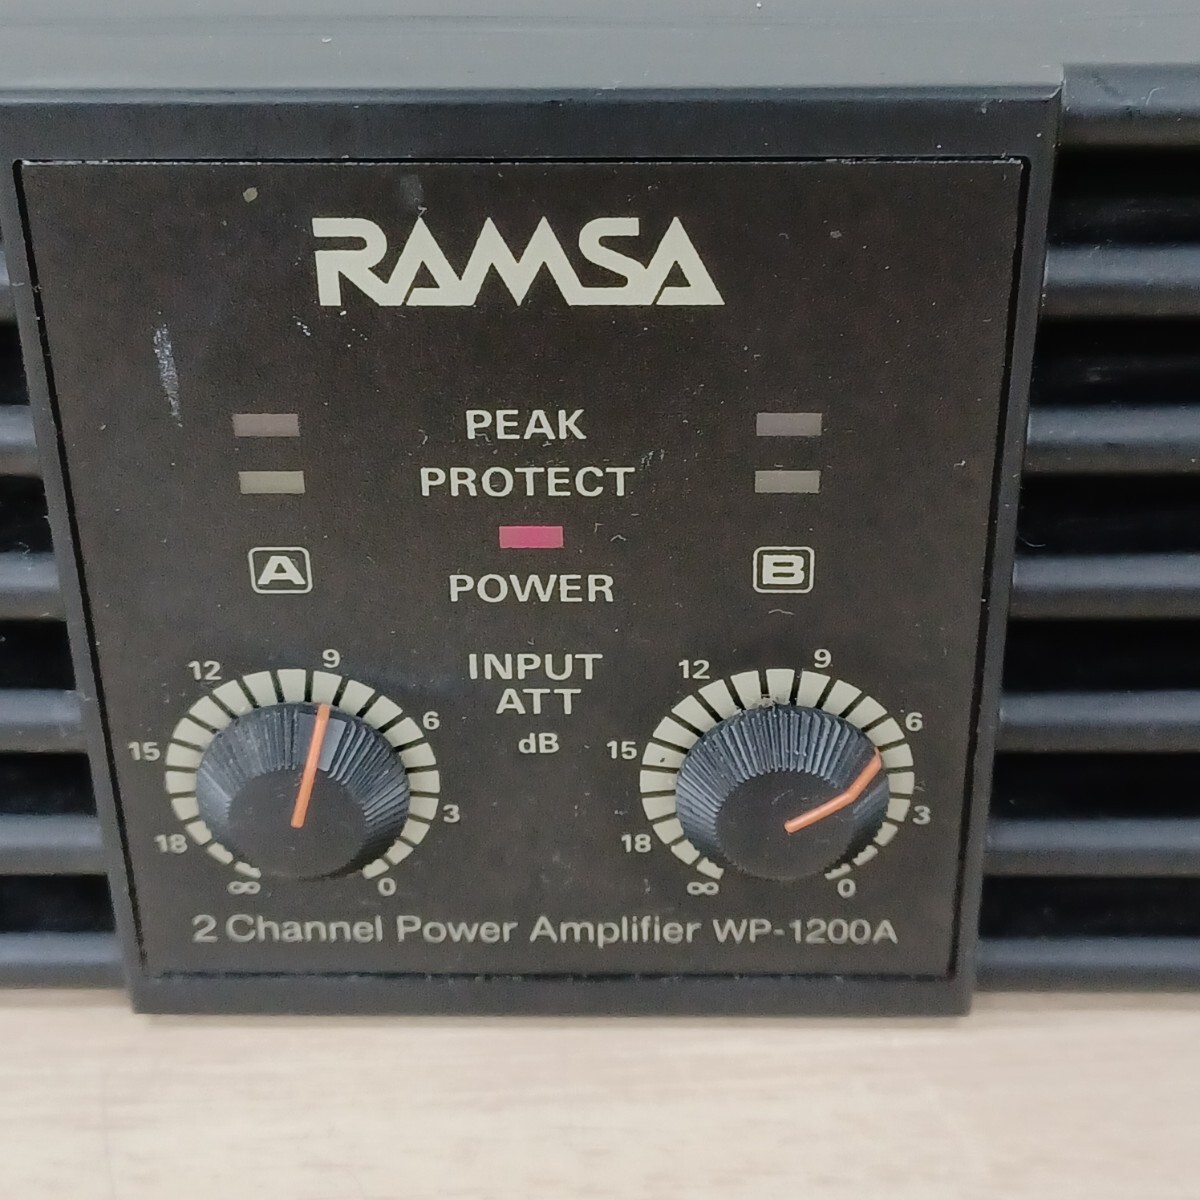 RAMSA
PEAK
PROTECT
A
B
POWER
INPUT
ATT
dB
12
9
6
15
3
18
∞
0
12
9
6
15
3
18
∞
0
2 Channel Power Amplifier WP-1200A